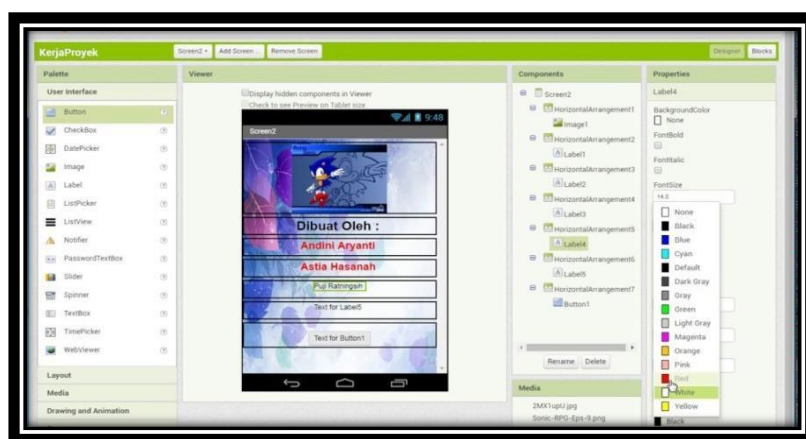 KerjaProyek
Screen2
Add Screen ...
Remove Screen
Designer
Blocks
Palette
User Interface
Button
CheckBox
DatePicker
Image
Label
ListPicker
ListView
Notifier
PasswordTextBox
Slider
Spinner
TextBox
TimePicker
WebViewer
Layout
Media
Drawing and Animation
Viewer
Display hidden components in Viewer
Check to see Preview on Tablet size
9:48
Screen2
Dibuat Oleh :
Andini Aryanti
Astia Hasanah
Puji Ratningsih
Text for Label5
Text for Button1
Components
Screen2
HorizontalArrangement1
Image1
HorizontalArrangement2
Label1
HorizontalArrangement3
Label2
HorizontalArrangement4
Label3
HorizontalArrangement5
Label4
HorizontalArrangement6
Label5
HorizontalArrangement7
Button1
Rename
Delete
Media
2MX1upU.jpg
Sonic-RPG-Eps-9.png
Properties
Label4
BackgroundColor
None
FontBold
FontItalic
FontSize
14.0
None
Black
Blue
Cyan
Default
Dark Gray
Gray
Green
Light Gray
Magenta
Orange
Pink
Red
White
Yellow
Black